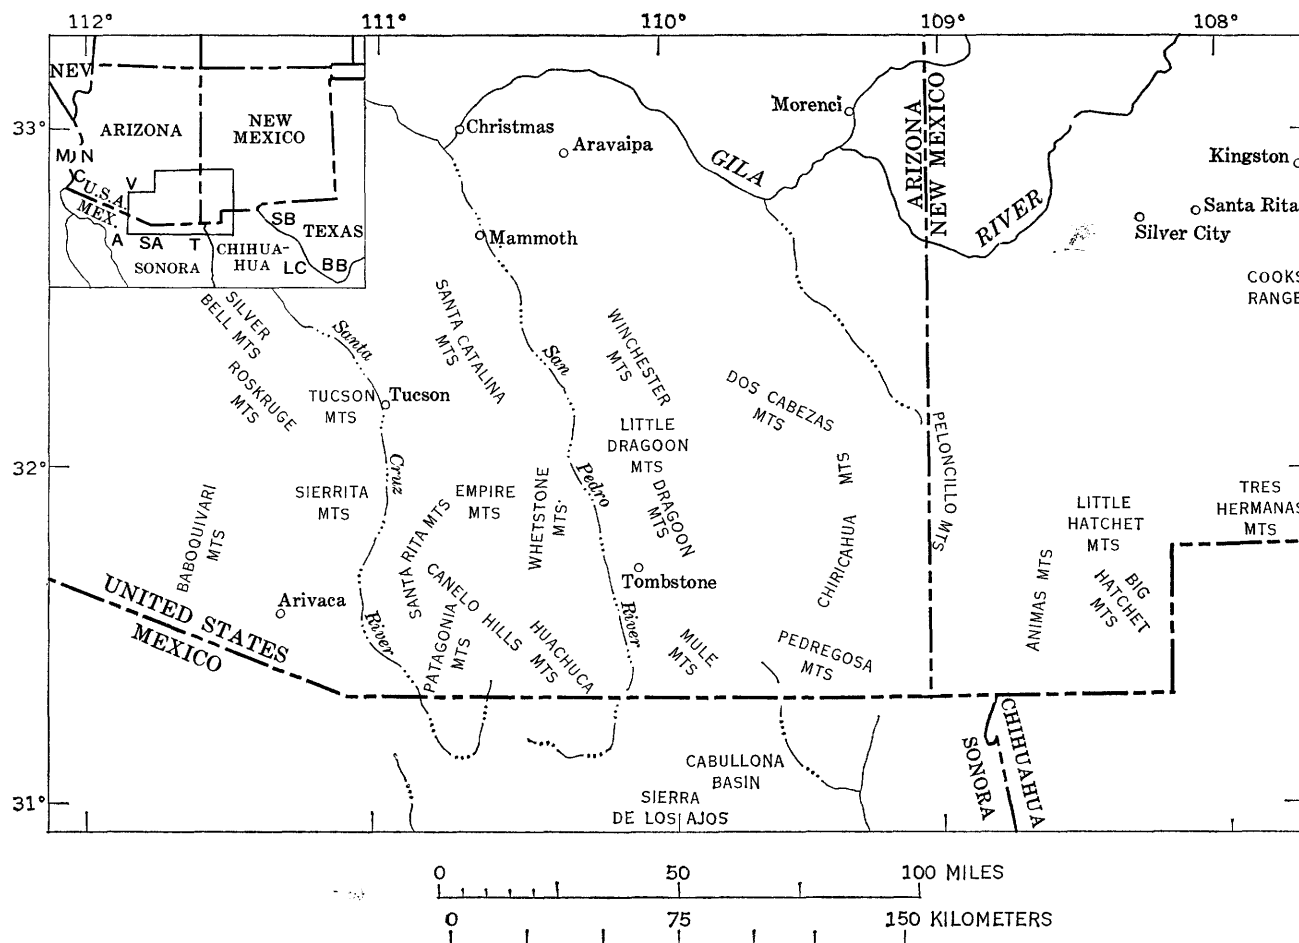 112°
111°
110°
109°
108°
NEV
ARIZONA
NEW
MEXICO
M
N
C
V
U.S.A.
MEX.
A
SA
T
SB
TEXAS
CHIHUA-
HUA
SONORA
LC
BB
33°
32°
31°
Christmas
Aravaipa
Morenci
GILA
RIVER
ARIZONA
NEW MEXICO
Kingston
Santa Rita
Silver City
Mammoth
COOKS
RANGE
SILVER
BELL MTS
Santa
Cruz
River
SANTA CATALINA
MTS
San
Pedro
River
WINCHESTER
MTS
ROSKRUGE
MTS
TUCSON
MTS
Tucson
DOS CABEZAS
MTS
LITTLE
DRAGOON
MTS
DRAGOON
MTS
PELONCILLO MTS
CHIRICAHUA MTS
BABOQUIVARI
MTS
SIERRITA
MTS
EMPIRE
MTS
SANTA RITA MTS
WHETSTONE
MTS
LITTLE
HATCHET
MTS
TRES
HERMANAS
MTS
BIG
HATCHET
MTS
ANIMAS MTS
Tombstone
Arivaca
CANELO HILLS
PATAGONIA
MTS
HUACHUCA
MTS
MULE
MTS
PEDREGOSA
MTS
UNITED STATES
MEXICO
CABULLONA
BASIN
SIERRA
DE LOS AJOS
SONORA
CHIHUAHUA
0 50 100 MILES
0 75 150 KILOMETERS